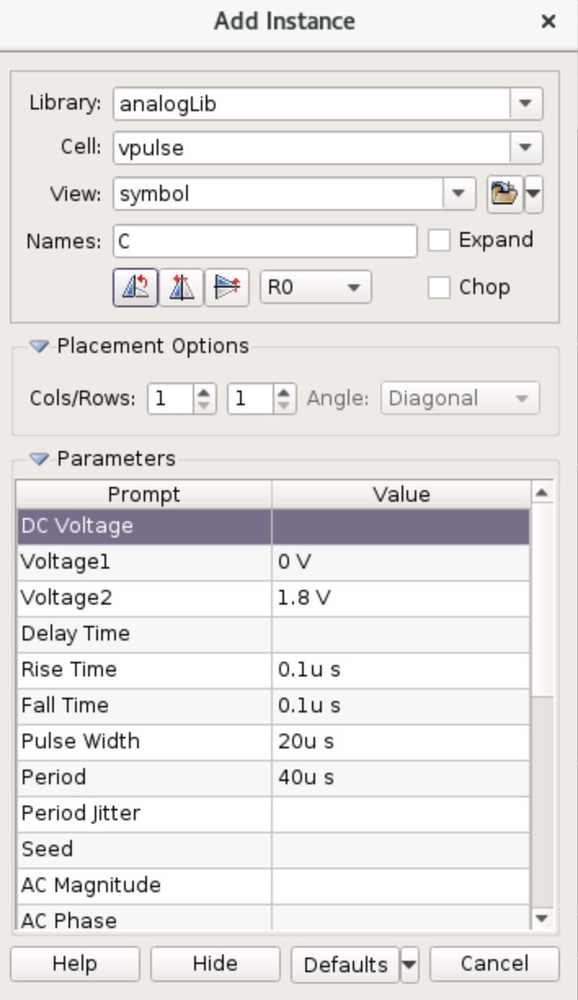 Add Instance
Library: analogLib
Cell: vpulse
View: symbol
Names: C Expand
R0 Chop
Placement Options
Cols/Rows: 1 1 Angle: Diagonal
Parameters
Prompt Value
DC Voltage
Voltage1 0 V
Voltage2 1.8 V
Delay Time
Rise Time 0.1u s
Fall Time 0.1u s
Pulse Width 20u s
Period 40u s
Period Jitter
Seed
AC Magnitude
AC Phase
Help Hide Defaults Cancel